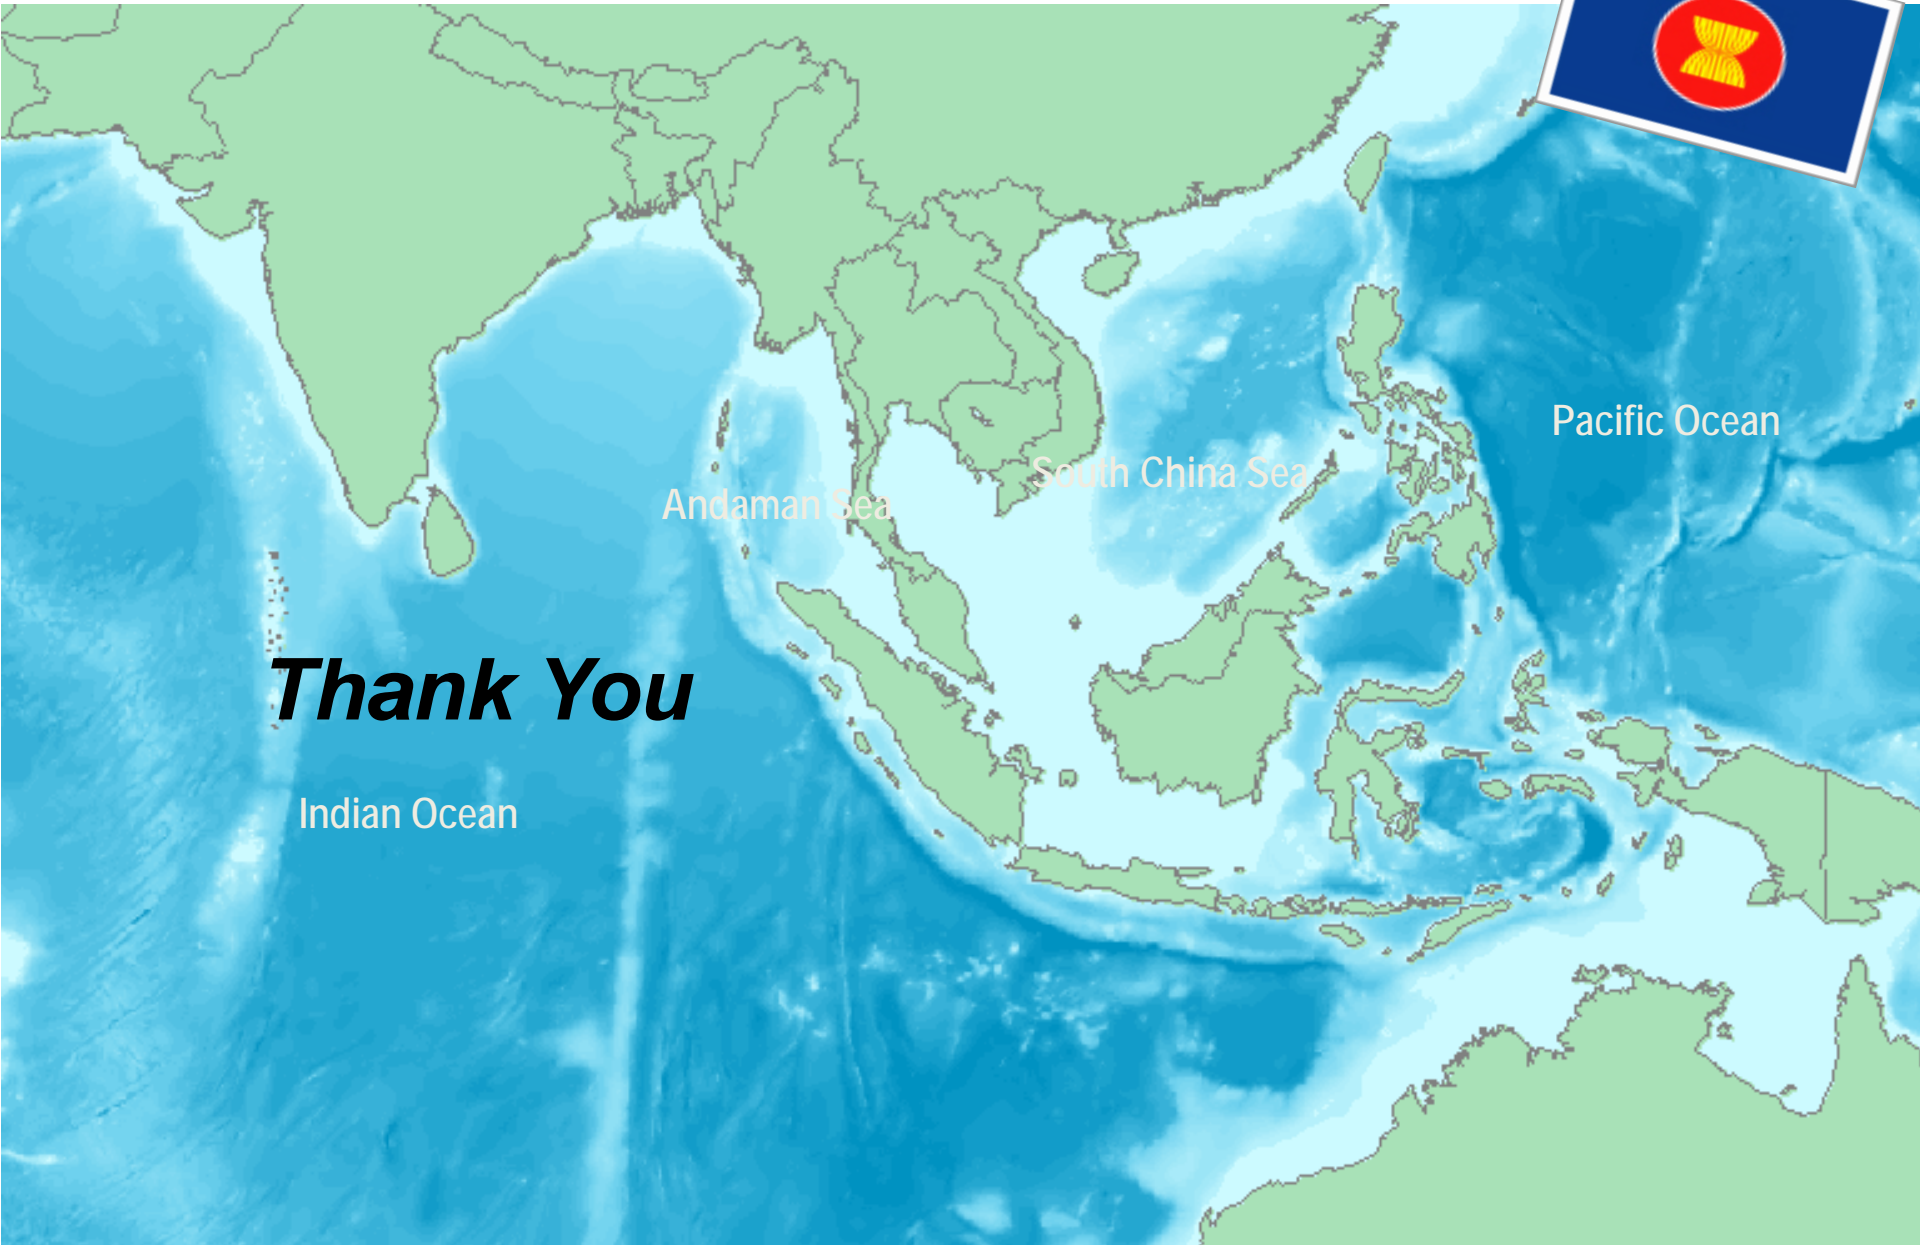 Pacific Ocean
South China Sea
Andaman Sea
Thank You
Indian Ocean